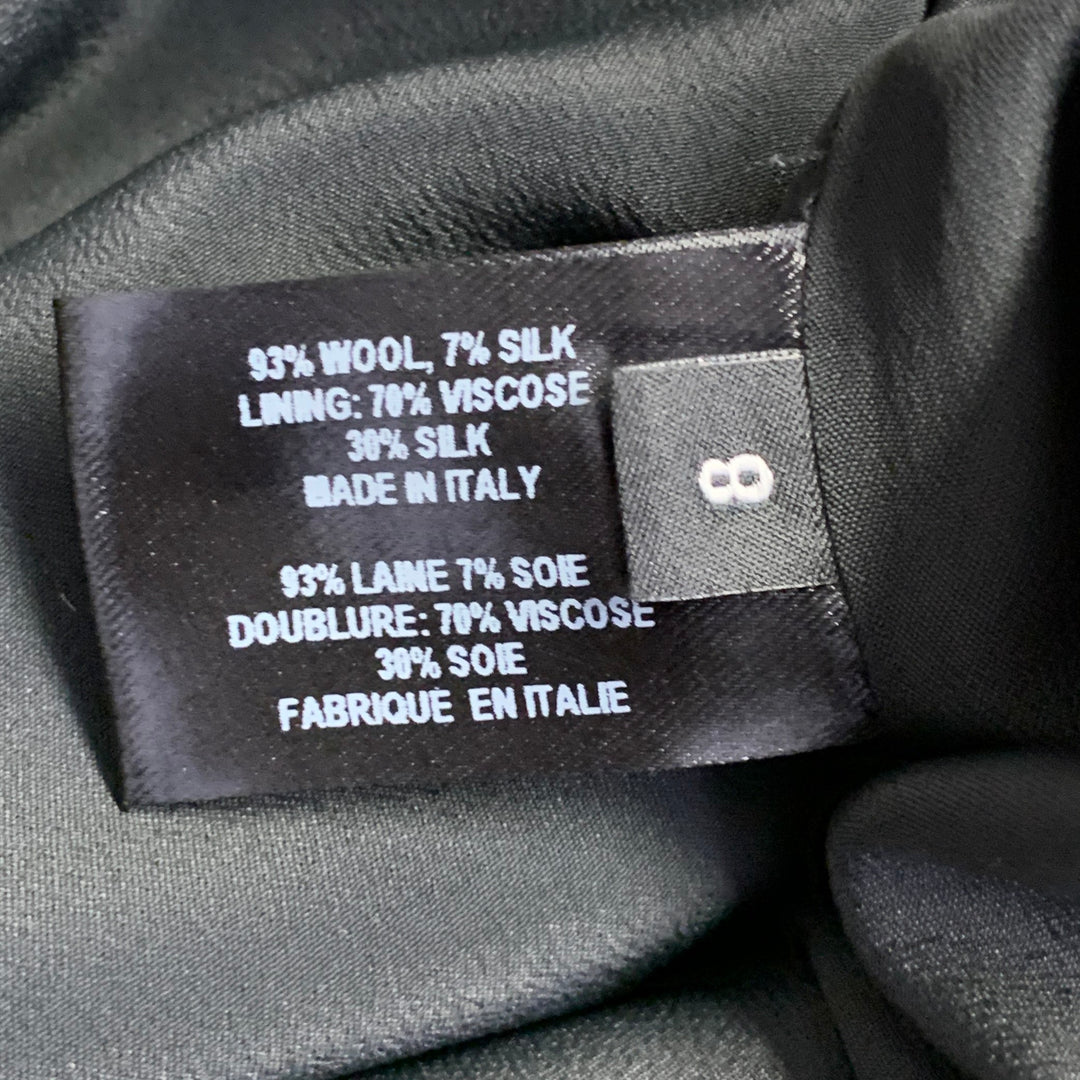 93% WOOL, 7% SILK
LINING: 70% VISCOSE
30% SILK
MADE IN ITALY
93% LAINE 7% SOIE
DOUBLURE: 70% VISCOSE
30% SOIE
FABRIQUE EN ITALIE
8